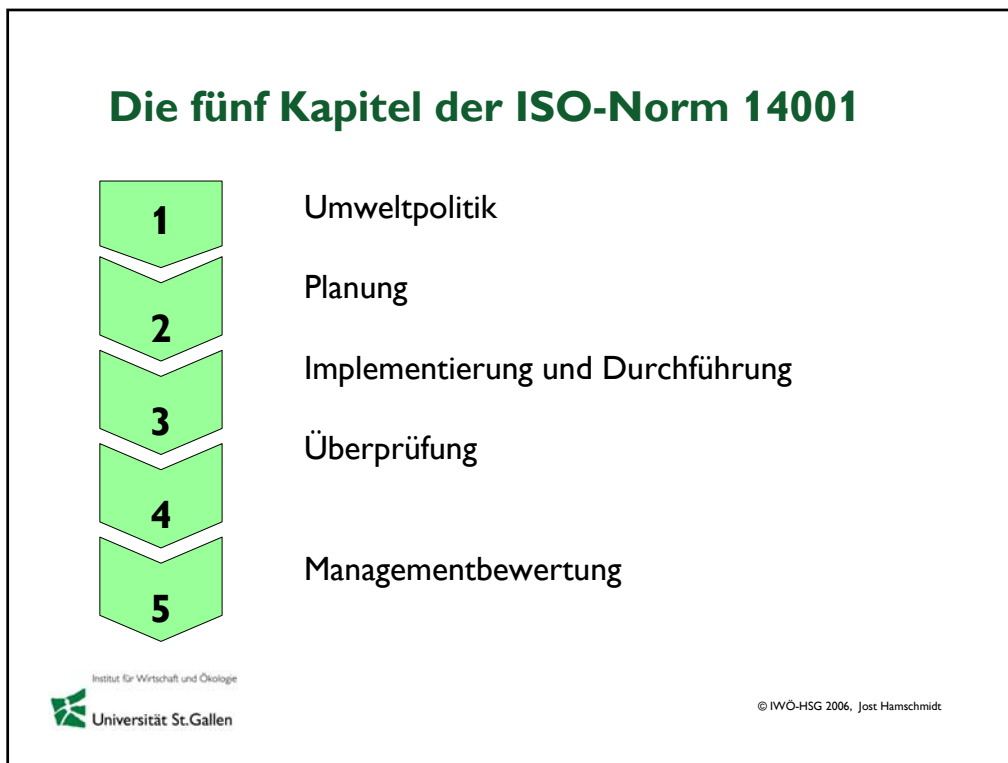 Die fünf Kapitel der ISO-Norm 14001
1 Umweltpolitik
2 Planung
3 Implementierung und Durchführung
4 Überprüfung
5 Managementbewertung
Institut für Wirtschaft und Ökologie
Universität St.Gallen
© IWÖ-HSG 2006, Jost Hamschmidt